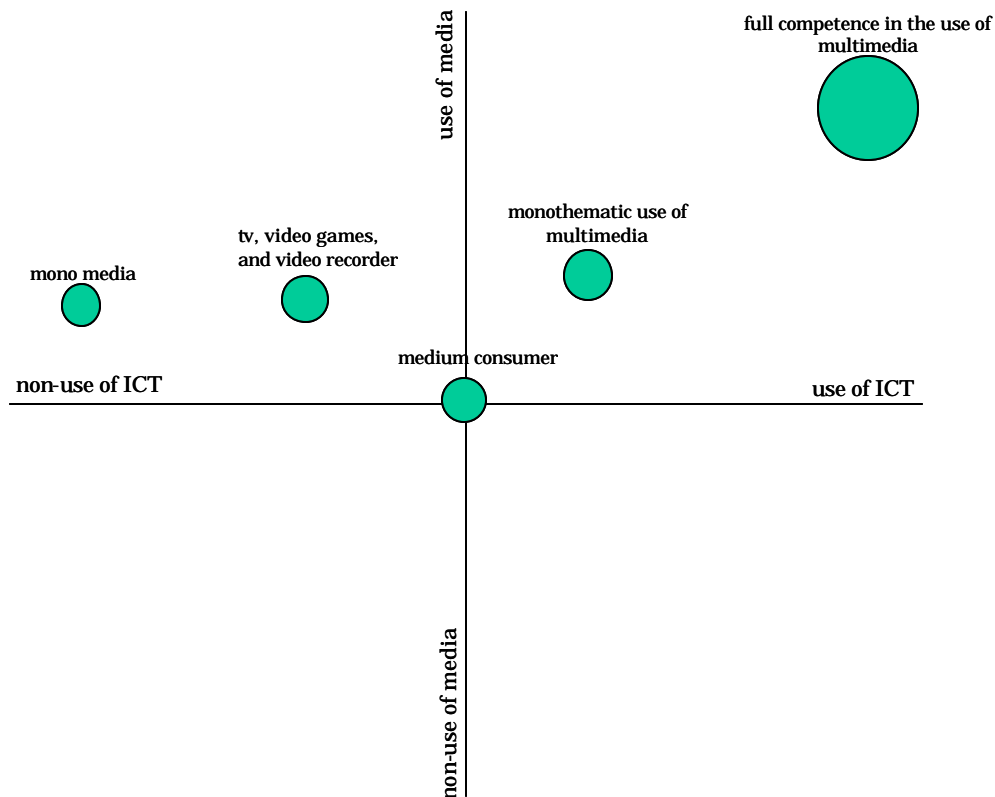 full competence in the use of
multimedia
use of media
monothematic use of
multimedia
tv, video games,
and video recorder
mono media
medium consumer
non-use of ICT
use of ICT
non-use of media